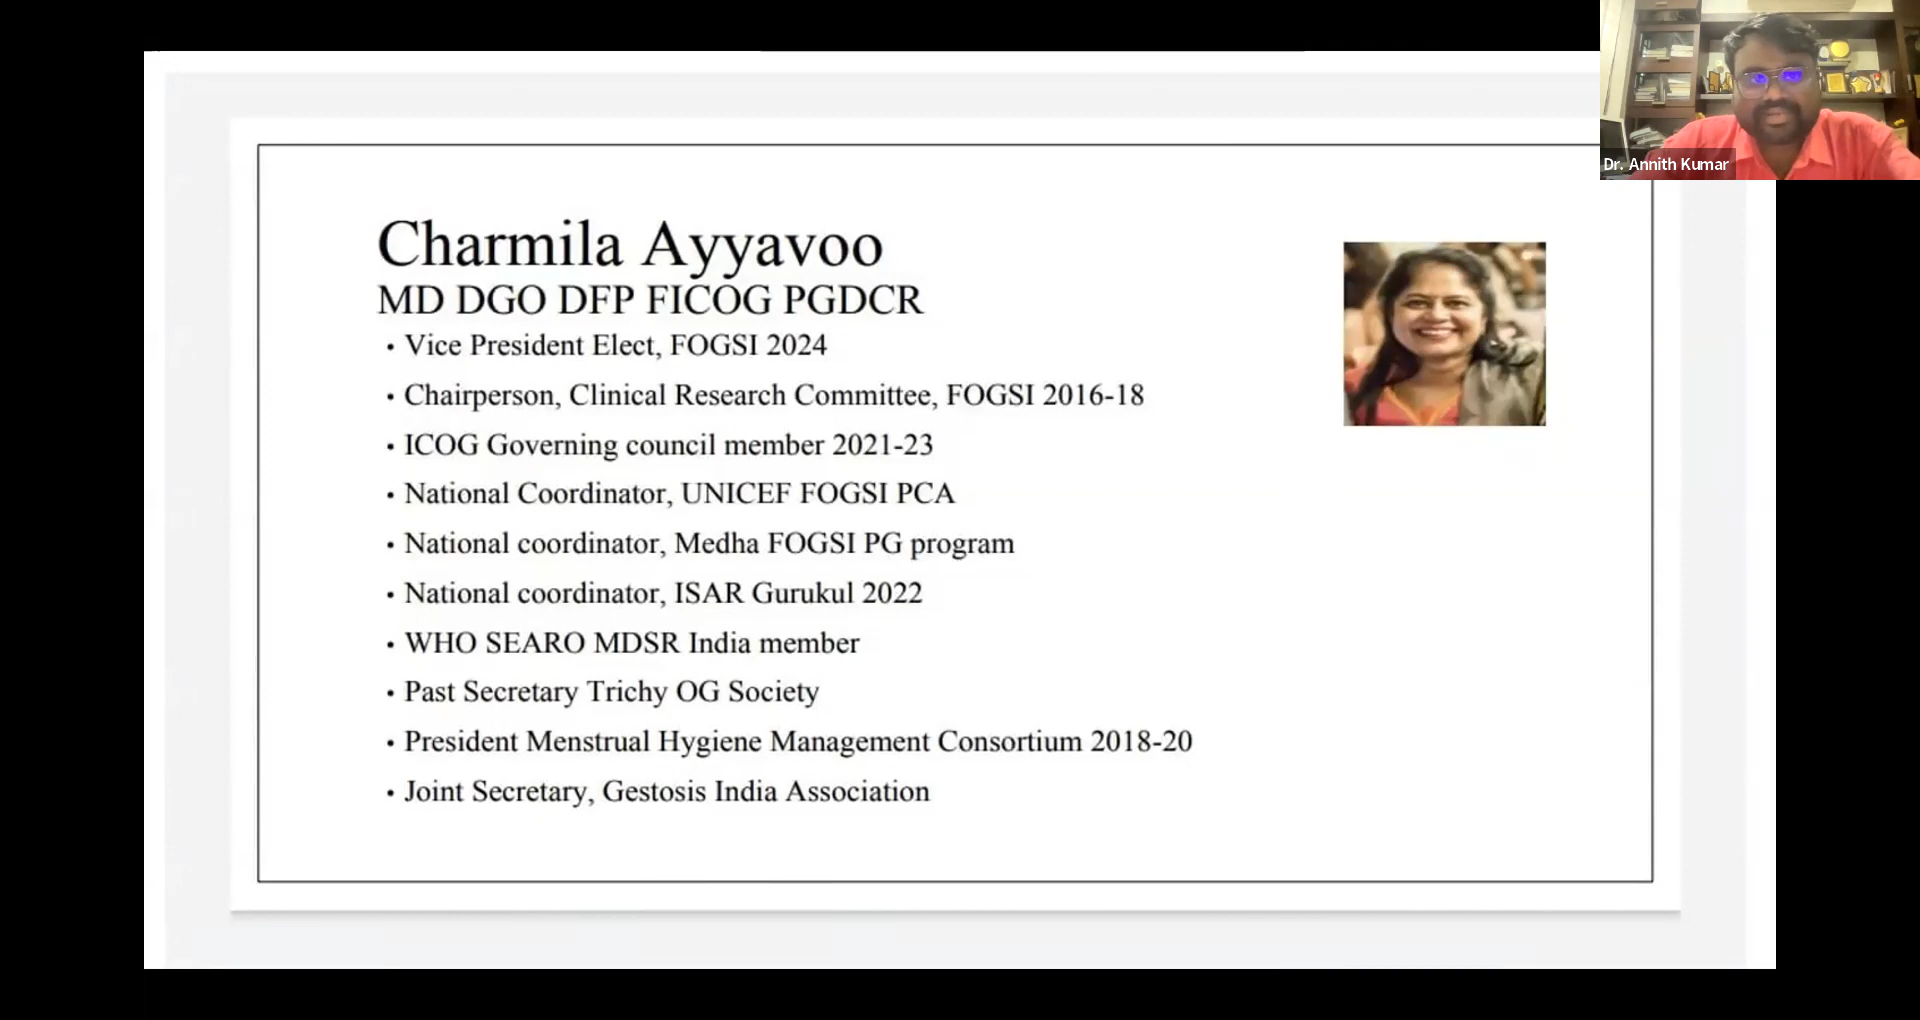 Dr. Annith Kumar
Charmila Ayyavoo
MD DGO DFP FICOG PGDCR
• Vice President Elect, FOGSI 2024
• Chairperson, Clinical Research Committee, FOGSI 2016-18
• ICOG Governing council member 2021-23
• National Coordinator, UNICEF FOGSI PCA
• National coordinator, Medha FOGSI PG program
• National coordinator, ISAR Gurukul 2022
• WHO SEARO MDSR India member
• Past Secretary Trichy OG Society
• President Menstrual Hygiene Management Consortium 2018-20
• Joint Secretary, Gestosis India Association